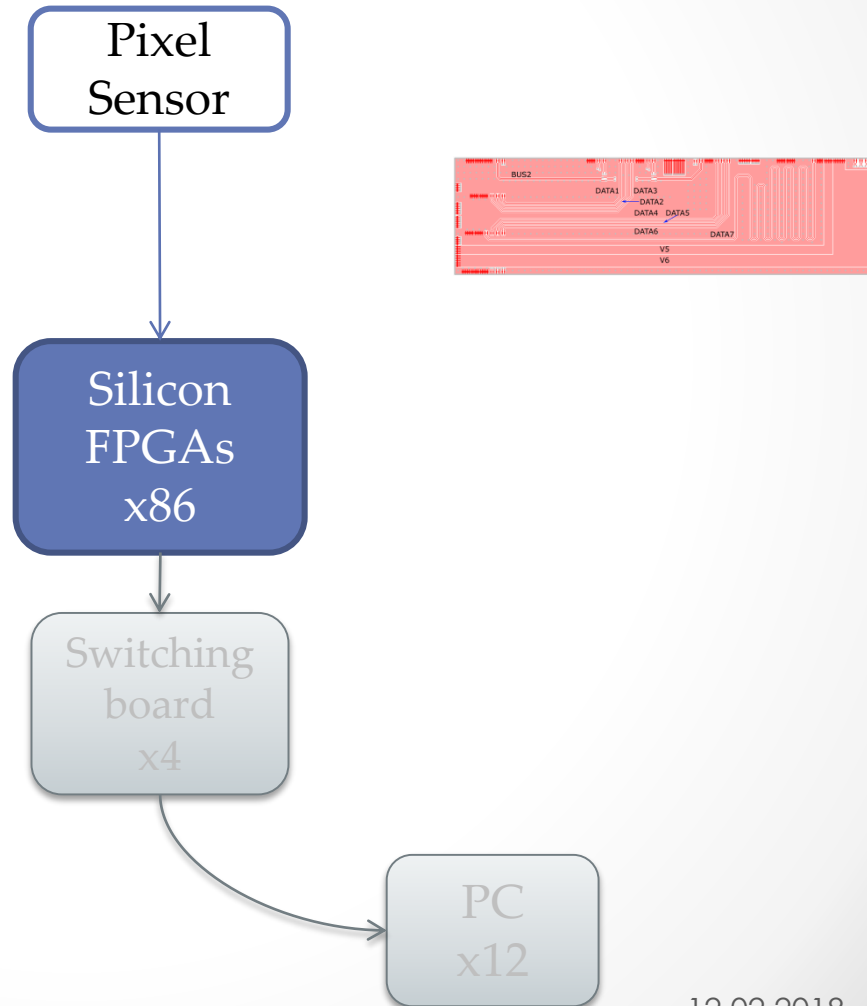 Pixel
Sensor
BUS2
DATA1 DATA3
DATA2
DATA4 DATA5
DATA6 DATA7
V5
V6
Silicon
FPGAs
x86
Switching
board
x4
PC
x12